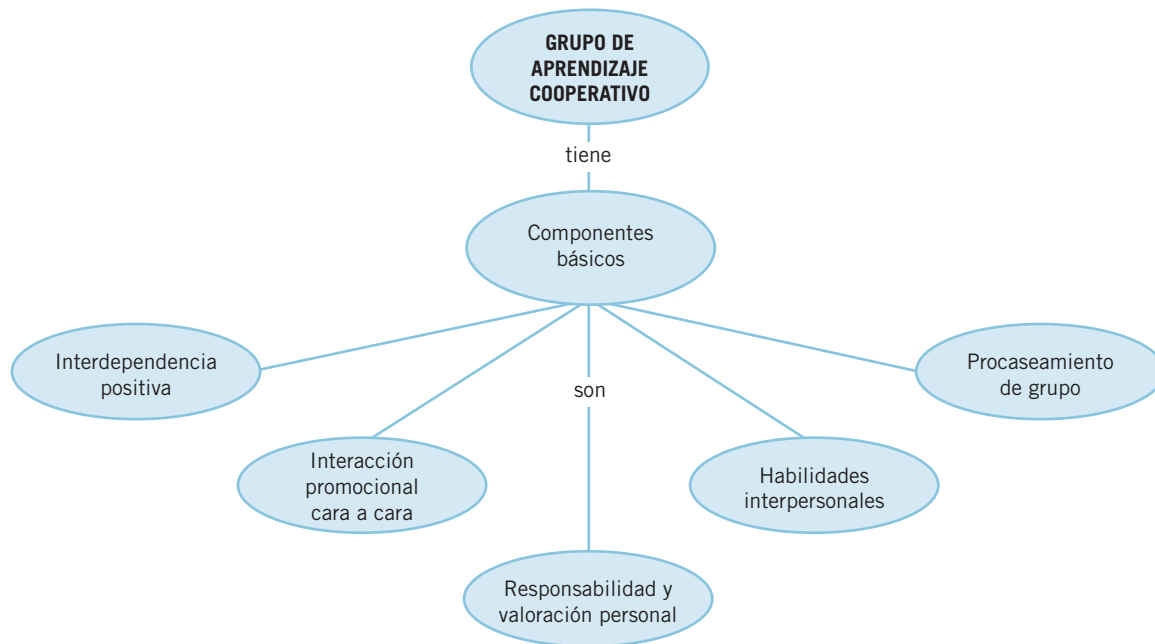 GRUPO DE
APRENDIZAJE
COOPERATIVO
tiene
Componentes
básicos
Interdependencia
positiva
son
Procaseamiento
de grupo
Interacción
promocional
cara a cara
Habilidades
interpersonales
Responsabilidad y
valoración personal